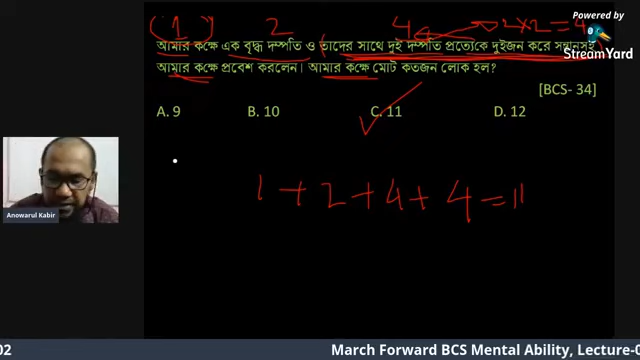 Powered by
(1) 2 4 2×2=4
আমার কক্ষে এক বৃদ্ধ দম্পতি ও তাদের সাথে দুই দম্পতি প্রত্যেকে দুইজন করে সন্তানসহ
StreamYard
আমার কক্ষে প্রবেশ করলেন। আমার কক্ষে মোট কতজন লোক হল?
[BCS- 34]
A. 9 B. 10 C. 11 D. 12
1 + 2 + 4 + 4 = 11
Anowarul Kabir
02 March Forward BCS Mental Ability, Lecture-0